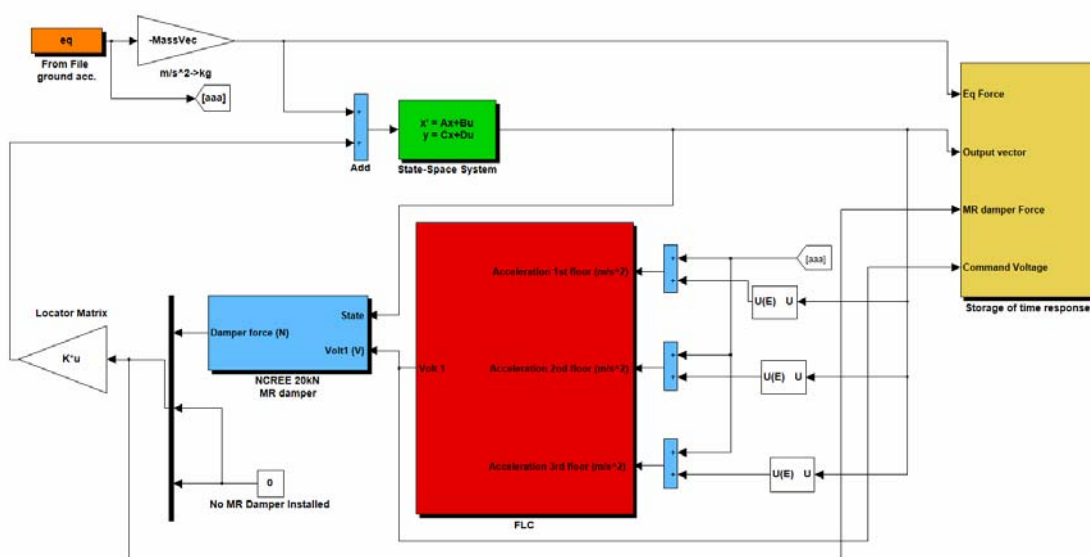 eq
From File
ground acc.
-MassVec
m/s^2->kg
[aaa]
+
+
Add
x' = Ax+Bu
y = Cx+Du
State-Space System
Eq Force
Output vector
MR damper Force
Command Voltage
Storage of time response
Locator Matrix
K*u
Damper force (N)
State
Volt1 (V)
NCREE 20kN
MR damper
0
No MR Damper Installed
Volt 1
Acceleration 1st floor (m/s^2)
Acceleration 2nd floor (m/s^2)
Acceleration 3rd floor (m/s^2)
FLC
+
+
[aaa]
U(E) U
+
+
U(E) U
+
+
U(E) U